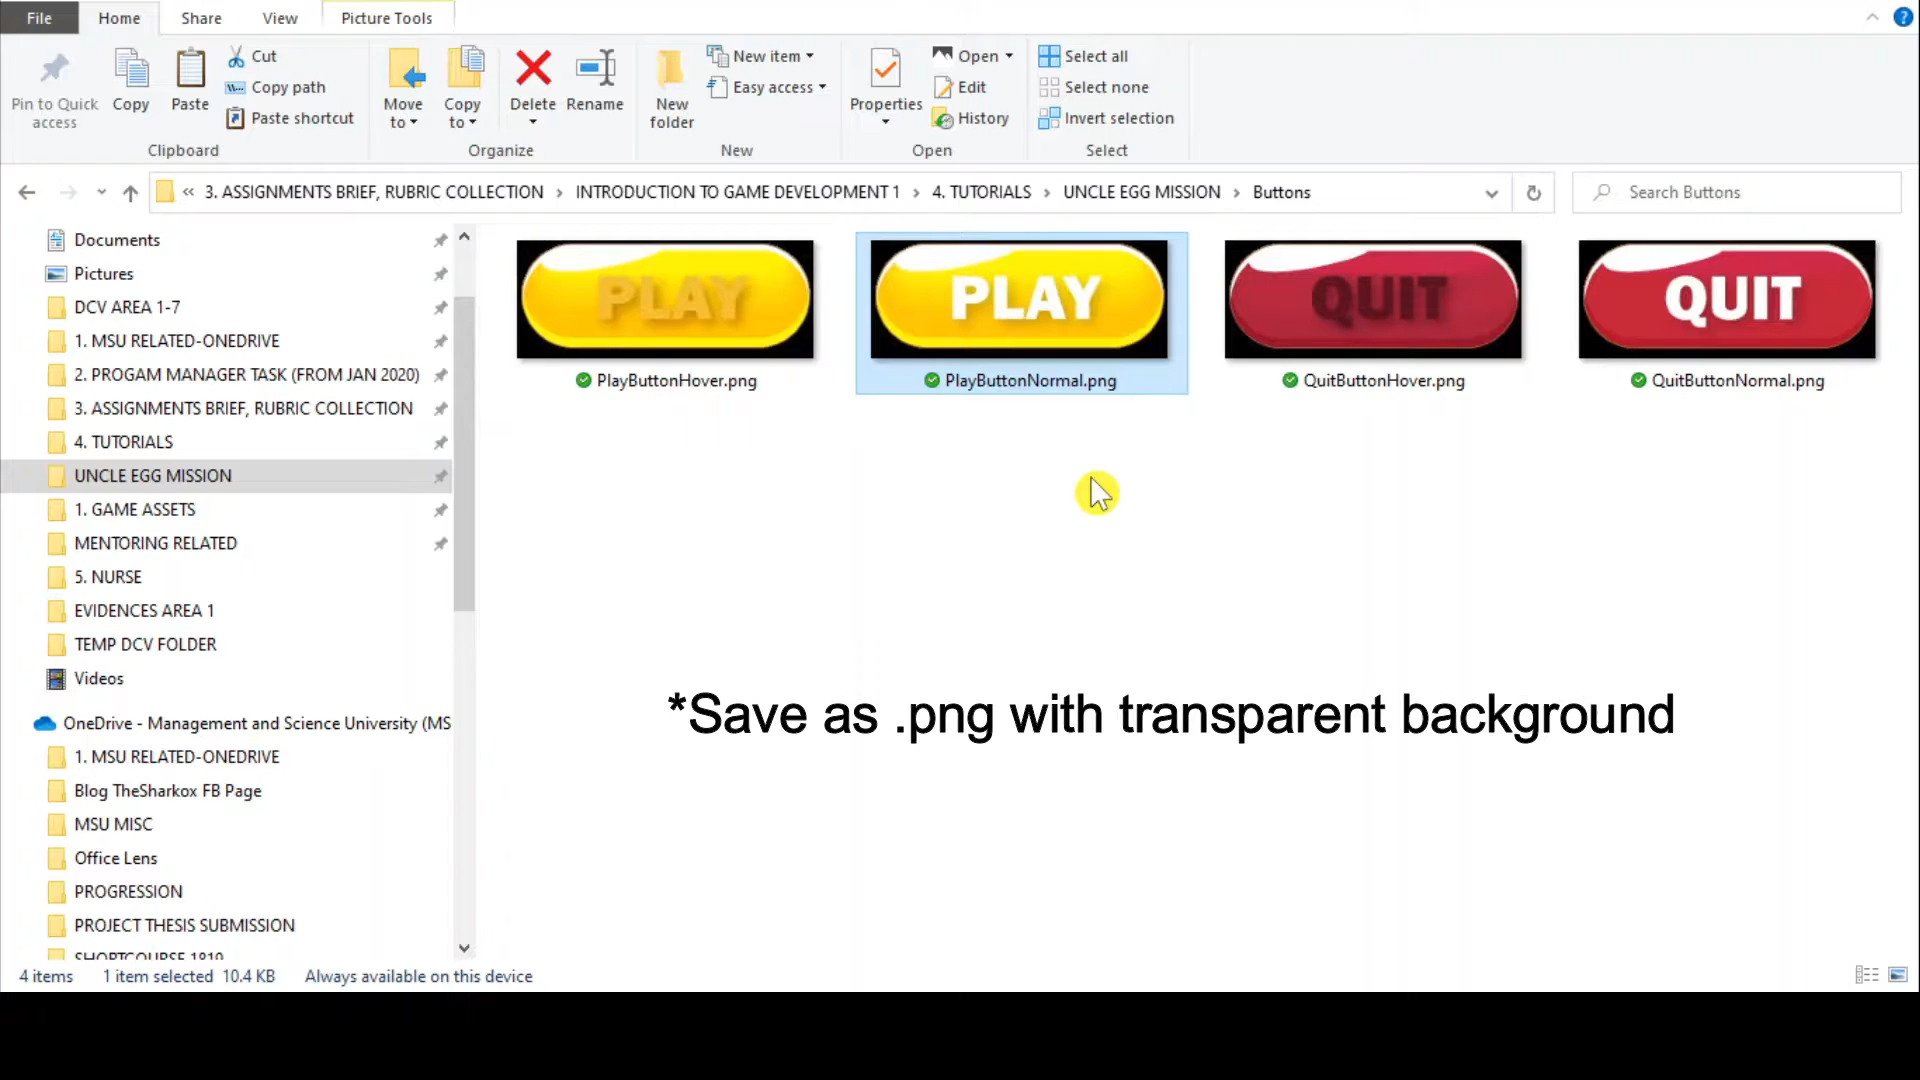 File Home Share View Picture Tools
Pin to Quick access
Copy
Paste
Cut
Copy path
Paste shortcut
Clipboard
Move to
Copy to
Delete
Rename
Organize
New folder
New item
Easy access
New
Properties
Open
Edit
History
Open
Select all
Select none
Invert selection
Select
« 3. ASSIGNMENTS BRIEF, RUBRIC COLLECTION > INTRODUCTION TO GAME DEVELOPMENT 1 > 4. TUTORIALS > UNCLE EGG MISSION > Buttons
Search Buttons
Documents
Pictures
DCV AREA 1-7
1. MSU RELATED-ONEDRIVE
2. PROGAM MANAGER TASK (FROM JAN 2020)
3. ASSIGNMENTS BRIEF, RUBRIC COLLECTION
4. TUTORIALS
UNCLE EGG MISSION
1. GAME ASSETS
MENTORING RELATED
5. NURSE
EVIDENCES AREA 1
TEMP DCV FOLDER
Videos
OneDrive - Management and Science University (MS
1. MSU RELATED-ONEDRIVE
Blog TheSharkox FB Page
MSU MISC
Office Lens
PROGRESSION
PROJECT THESIS SUBMISSION
SHORTCOURSE 1819
PLAY
PlayButtonHover.png
PLAY
PlayButtonNormal.png
QUIT
QuitButtonHover.png
QUIT
QuitButtonNormal.png
*Save as .png with transparent background
4 items 1 item selected 10.4 KB Always available on this device